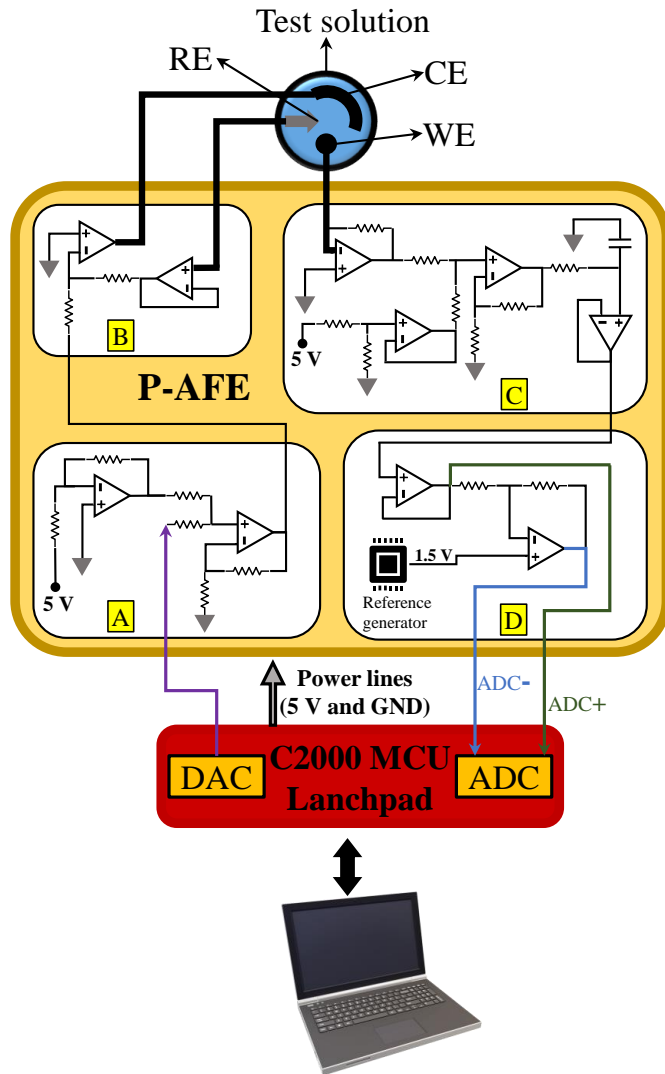 Test solution
RE
CE
WE
B
5 V
C
P-AFE
5 V
A
1.5 V
Reference
generator
D
Power lines
(5 V and GND)
ADC-
ADC+
C2000 MCU
Lanchpad
DAC
ADC